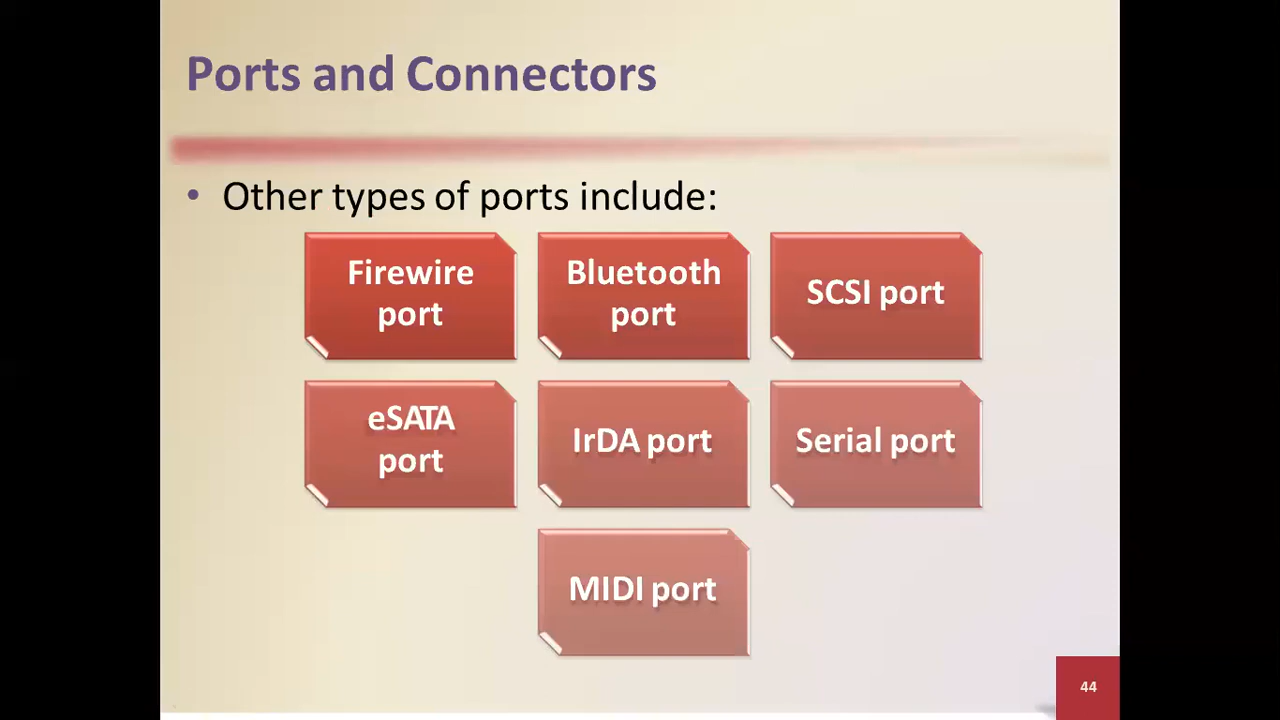 Ports and Connectors
• Other types of ports include:
Firewire
port
Bluetooth
port
SCSI port
eSATA
port
IrDA port
Serial port
MIDI port
44